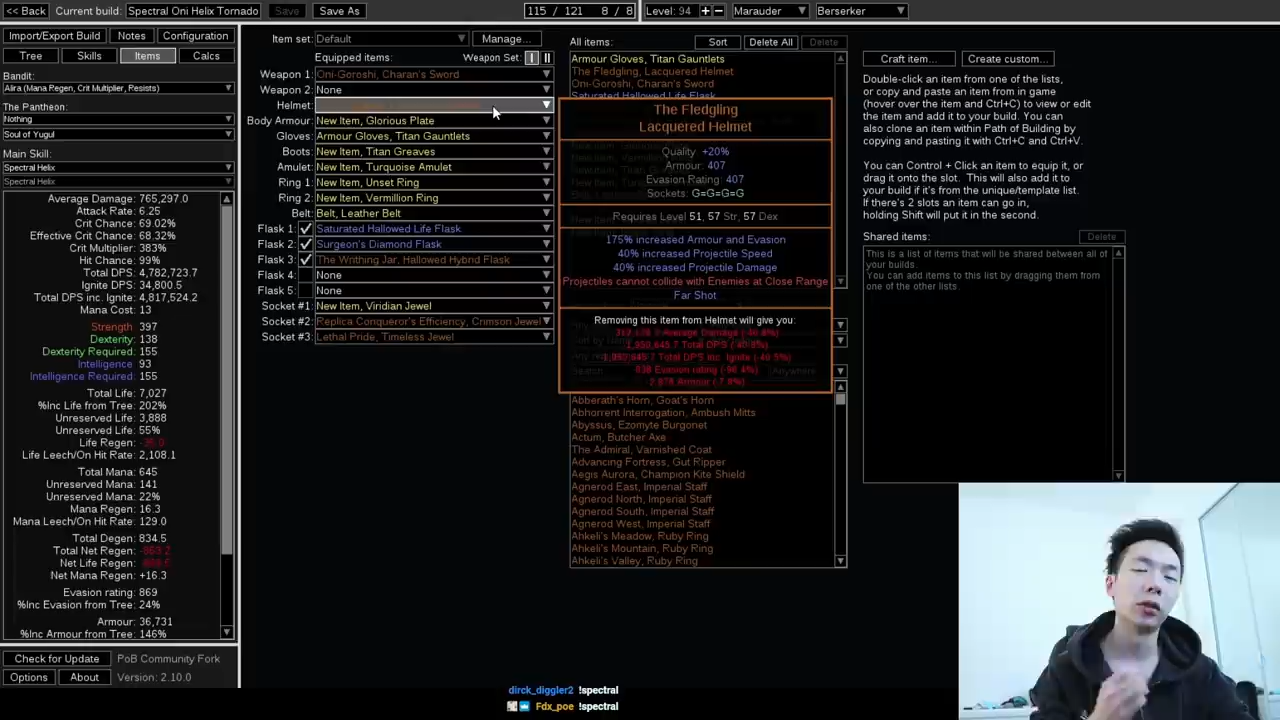 << Back
Current build: Spectral Oni Helix Tornado
Save
Save As
115 / 121 8 / 8
Level: 94
+
−
Marauder
Berserker
Import/Export Build
Notes
Configuration
Tree
Skills
Items
Calcs
Bandit:
Alira (Mana Regen, Crit Multiplier, Resists)
The Pantheon:
Nothing
Soul of Yugul
Main Skill:
Spectral Helix
Spectral Helix
Average Damage: 765,297.0
Attack Rate: 6.25
Crit Chance: 69.02%
Effective Crit Chance: 68.32%
Crit Multiplier: 383%
Hit Chance: 99%
Total DPS: 4,782,723.7
Ignite DPS: 34,800.5
Total DPS inc. Ignite: 4,817,524.2
Mana Cost: 13
Strength: 397
Dexterity: 138
Dexterity Required: 155
Intelligence: 93
Intelligence Required: 155
Total Life: 7,027
%Inc Life from Tree: 202%
Unreserved Life: 3,888
Unreserved Life: 55%
Life Regen:
Life Leech/On Hit Rate: 2,108.1
Total Mana: 645
Unreserved Mana: 141
Unreserved Mana: 22%
Mana Regen: 16.3
Mana Leech/On Hit Rate: 129.0
Total Degen: 834.5
Total Net Regen:
Net Life Regen:
Net Mana Regen: +16.3
Evasion rating: 869
%Inc Evasion from Tree: 24%
Armour: 36,731
%Inc Armour from Tree: 146%
Check for Update
PoB Community Fork
Options
About
Version: 2.10.0
Item set: Default
Manage...
Equipped items:
Weapon Set: I II
Weapon 1: Oni-Goroshi, Charan's Sword
Weapon 2: None
Helmet:
Body Armour: New Item, Glorious Plate
Gloves: Armour Gloves, Titan Gauntlets
Boots: New Item, Titan Greaves
Amulet: New Item, Turquoise Amulet
Ring 1: New Item, Unset Ring
Ring 2: New Item, Vermillion Ring
Belt: Belt, Leather Belt
Flask 1: Saturated Hallowed Life Flask
Flask 2: Surgeon's Diamond Flask
Flask 3: The Writhing Jar, Hallowed Hybrid Flask
Flask 4: None
Flask 5: None
Socket #1: New Item, Viridian Jewel
Socket #2: Replica Conqueror's Efficiency, Crimson Jewel
Socket #3: Lethal Pride, Timeless Jewel
All items:
Sort
Delete All
Delete
Armour Gloves, Titan Gauntlets
The Fledgling, Lacquered Helmet
Oni-Goroshi, Charan's Sword
Saturated Hallowed Life Flask
The Fledgling
Lacquered Helmet
Quality: +20%
Armour: 407
Evasion Rating: 407
Sockets: G=G=G=G
Requires Level 51, 57 Str, 57 Dex
175% increased Armour and Evasion
40% increased Projectile Speed
40% increased Projectile Damage
Projectiles cannot collide with Enemies at Close Range
Far Shot
Removing this item from Helmet will give you:
Abberath's Horn, Goat's Horn
Abhorrent Interrogation, Ambush Mitts
Abyssus, Ezomyte Burgonet
Actum, Butcher Axe
The Admiral, Varnished Coat
Advancing Fortress, Gut Ripper
Aegis Aurora, Champion Kite Shield
Agnerod East, Imperial Staff
Agnerod North, Imperial Staff
Agnerod South, Imperial Staff
Agnerod West, Imperial Staff
Ahkeli's Meadow, Ruby Ring
Ahkeli's Mountain, Ruby Ring
Ahkeli's Valley, Ruby Ring
Craft item...
Create custom...
Double-click an item from one of the lists,
or copy and paste an item from in game
(hover over the item and Ctrl+C) to view or edit
the item and add it to your build. You can
also clone an item within Path of Building by
copying and pasting it with Ctrl+C and Ctrl+V.
You can Control + Click an item to equip it, or
drag it onto the slot. This will also add it to
your build if it's from the unique/template list.
If there's 2 slots an item can go in,
holding Shift will put it in the second.
Shared items:
Delete
This is a list of items that will be shared between all of
your builds.
You can add items to this list by dragging them from
one of the other lists.
dirck_diggler2 !spectral
Fdx_poe !spectral